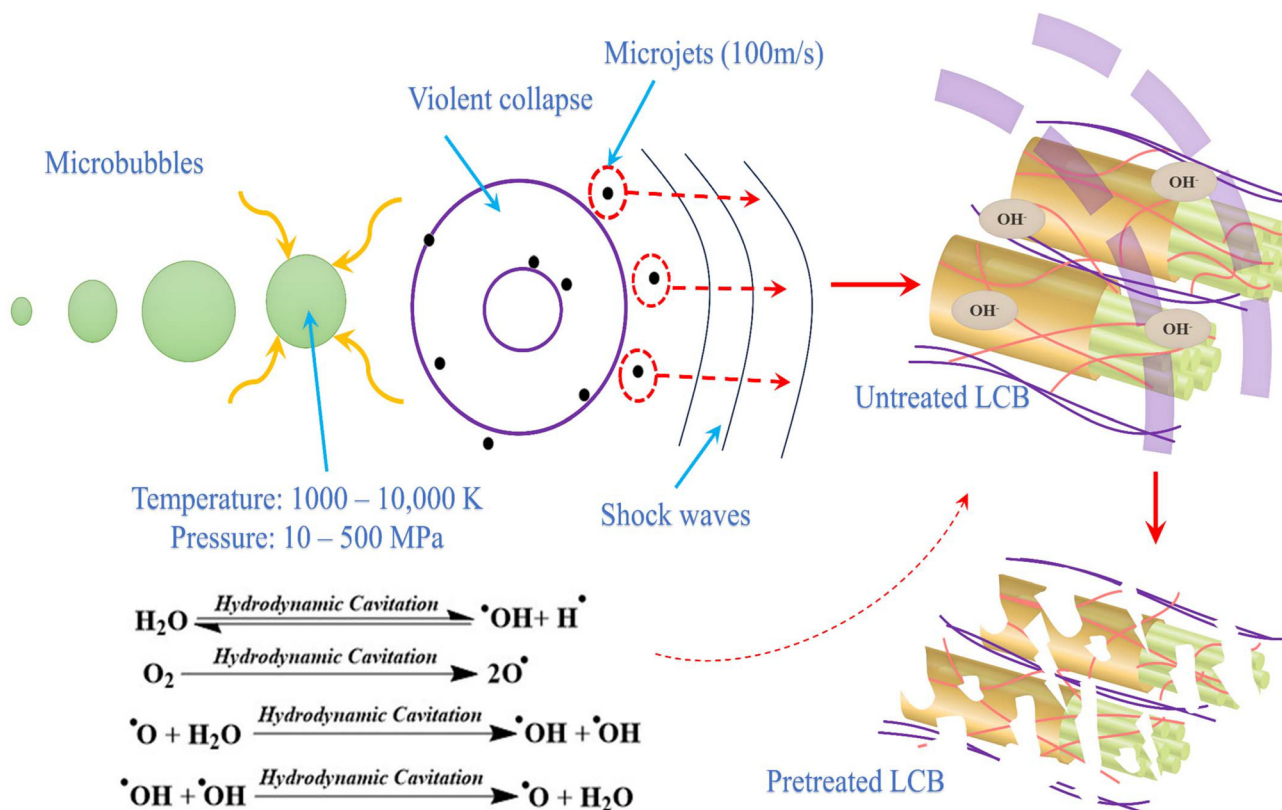 Microjets (100m/s)
Violent collapse
Microbubbles
OH-
OH-
OH-
OH-
Untreated LCB
Temperature: 1000 – 10,000 K
Pressure: 10 – 500 MPa
Shock waves
H₂O Hydrodynamic Cavitation •OH+ H•
O₂ Hydrodynamic Cavitation 2O•
•O + H₂O Hydrodynamic Cavitation •OH + •OH
•OH + •OH Hydrodynamic Cavitation •O + H₂O
Pretreated LCB